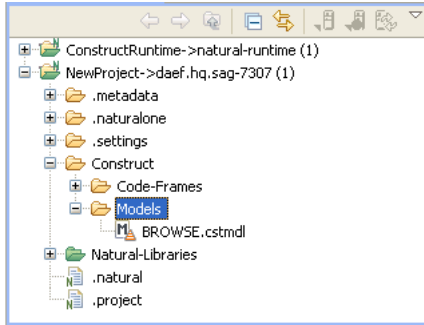 ConstructRuntime->natural-runtime (1)
NewProject->daef.hq.sag-7307 (1)
.metadata
.naturalone
.settings
Construct
Code-Frames
Models
BROWSE.cstmdl
Natural-Libraries
.natural
.project